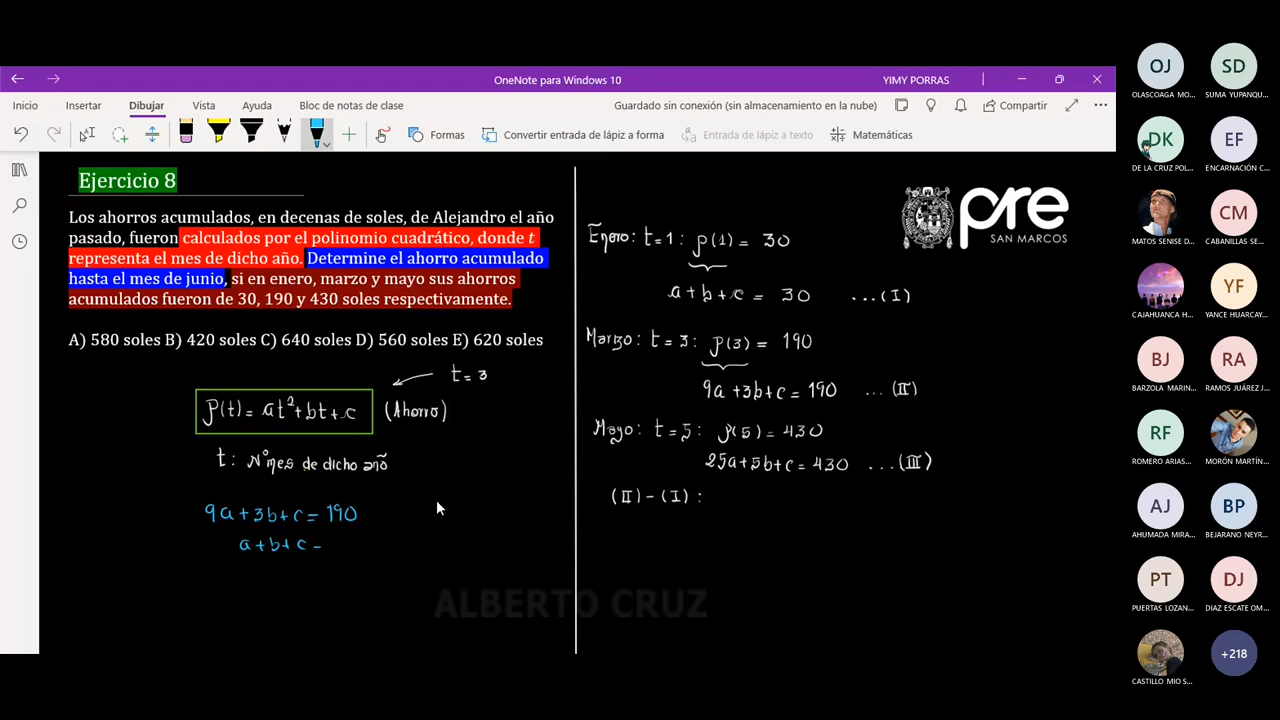 OneNote para Windows 10
YIMY PORRAS
Inicio Insertar Dibujar Vista Ayuda Bloc de notas de clase
Guardado sin conexión (sin almacenamiento en la nube)
Compartir
Formas
Convertir entrada de lápiz a forma
Entrada de lápiz a texto
Matemáticas
Ejercicio 8
Los ahorros acumulados, en decenas de soles, de Alejandro el año
pasado, fueron calculados por el polinomio cuadrático, donde t
representa el mes de dicho año. Determine el ahorro acumulado
hasta el mes de junio, si en enero, marzo y mayo sus ahorros
acumulados fueron de 30, 190 y 430 soles respectivamente.
A) 580 soles B) 420 soles C) 640 soles D) 560 soles E) 620 soles
t = 3
p(t) = at²+bt+c (Ahorro)
t: N° mes de dicho año
9a+3b+c = 190
a+b+c =
pre
SAN MARCOS
Enero: t=1: p(1) = 30
a+b+c = 30 ...(I)
Marzo: t=3: p(3) = 190
9a+3b+c = 190 ...(II)
Mayo: t=5: p(5) = 430
25a+5b+c = 430 ...(III)
(II)-(I):
ALBERTO CRUZ
OJ SD
OLASCOAGA MO... SUMA YUPANQU...
DK EF
DE LA CRUZ POL... ENCARNACIÓN C...
CM
MATOS SENISE D... CABANILLAS SE...
YF
CAJAHUANCA H... YANCE HUARCAY...
BJ RA
BARZOLA MARIN... RAMOS JUÁREZ J...
RF
ROMERO ARIAS... MORÓN MARTÍN...
AJ BP
AHUMADA MIRA... BEJARANO NEYR...
PT DJ
PUERTAS LOZAN... DIAZ ESCATE OM...
+218
CASTILLO MIO S...